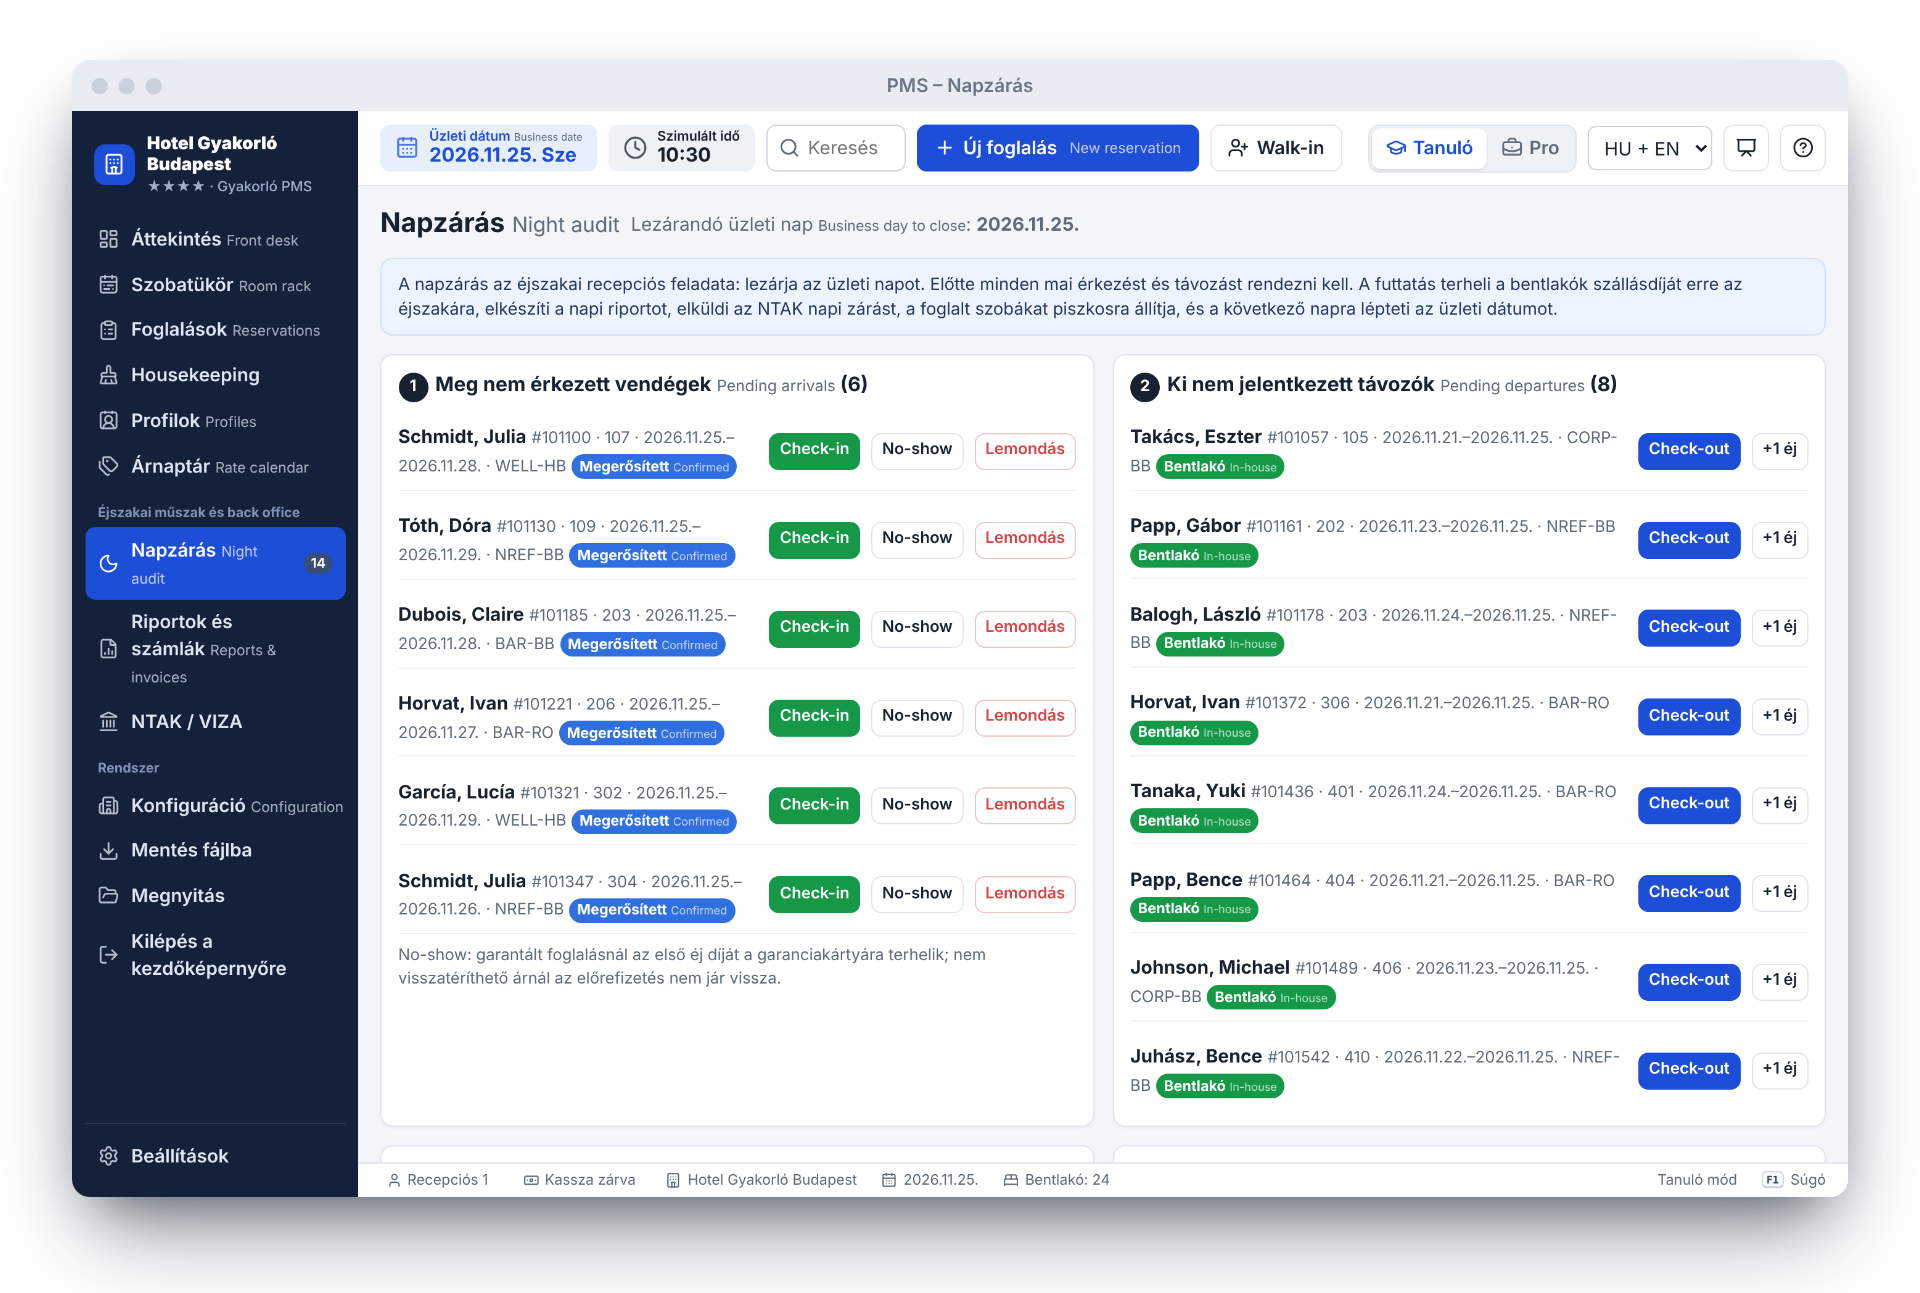 PMS – Napzárás
Hotel Gyakorló
Budapest
★★★★ · Gyakorló PMS
Áttekintés Front desk
Szobatükör Room rack
Foglalások Reservations
Housekeeping
Profilok Profiles
Árnaptár Rate calendar
Éjszakai műszak és back office
Napzárás Night
audit
14
Riportok és
számlák Reports &
invoices
NTAK / VIZA
Rendszer
Konfiguráció Configuration
Mentés fájlba
Megnyitás
Kilépés a
kezdőképernyőre
Beállítások
Üzleti dátum Business date
2026.11.25. Sze
Szimulált idő
10:30
Keresés
Új foglalás New reservation
Walk-in
Tanuló
Pro
HU + EN
Napzárás Night audit Lezárandó üzleti nap Business day to close: 2026.11.25.
A napzárás az éjszakai recepciós feladata: lezárja az üzleti napot. Előtte minden mai érkezést és távozást rendezni kell. A futtatás terheli a bentlakók szállásdíját erre az
éjszakára, elkészíti a napi riportot, elküldi az NTAK napi zárást, a foglalt szobákat piszkosra állítja, és a következő napra lépteti az üzleti dátumot.
1 Meg nem érkezett vendégek Pending arrivals (6)
Schmidt, Julia #101100 · 107 · 2026.11.25.–
2026.11.28. · WELL-HB Megerősített Confirmed
Check-in No-show Lemondás
Tóth, Dóra #101130 · 109 · 2026.11.25.–
2026.11.29. · NREF-BB Megerősített Confirmed
Check-in No-show Lemondás
Dubois, Claire #101185 · 203 · 2026.11.25.–
2026.11.28. · BAR-BB Megerősített Confirmed
Check-in No-show Lemondás
Horvat, Ivan #101221 · 206 · 2026.11.25.–
2026.11.27. · BAR-RO Megerősített Confirmed
Check-in No-show Lemondás
García, Lucía #101321 · 302 · 2026.11.25.–
2026.11.29. · WELL-HB Megerősített Confirmed
Check-in No-show Lemondás
Schmidt, Julia #101347 · 304 · 2026.11.25.–
2026.11.26. · NREF-BB Megerősített Confirmed
Check-in No-show Lemondás
No-show: garantált foglalásnál az első éj díját a garanciakártyára terhelik; nem
visszatéríthető árnál az előrefizetés nem jár vissza.
2 Ki nem jelentkezett távozók Pending departures (8)
Takács, Eszter #101057 · 105 · 2026.11.21.–2026.11.25. · CORP-
BB Bentlakó In-house
Check-out +1 éj
Papp, Gábor #101161 · 202 · 2026.11.23.–2026.11.25. · NREF-BB
Bentlakó In-house
Check-out +1 éj
Balogh, László #101178 · 203 · 2026.11.24.–2026.11.25. · NREF-
BB Bentlakó In-house
Check-out +1 éj
Horvat, Ivan #101372 · 306 · 2026.11.21.–2026.11.25. · BAR-RO
Bentlakó In-house
Check-out +1 éj
Tanaka, Yuki #101436 · 401 · 2026.11.24.–2026.11.25. · BAR-RO
Bentlakó In-house
Check-out +1 éj
Papp, Bence #101464 · 404 · 2026.11.21.–2026.11.25. · BAR-RO
Bentlakó In-house
Check-out +1 éj
Johnson, Michael #101489 · 406 · 2026.11.23.–2026.11.25. ·
CORP-BB Bentlakó In-house
Check-out +1 éj
Juhász, Bence #101542 · 410 · 2026.11.22.–2026.11.25. · NREF-
BB Bentlakó In-house
Check-out +1 éj
Recepciós 1
Kassza zárva
Hotel Gyakorló Budapest
2026.11.25.
Bentlakó: 24
Tanuló mód
F1 Súgó